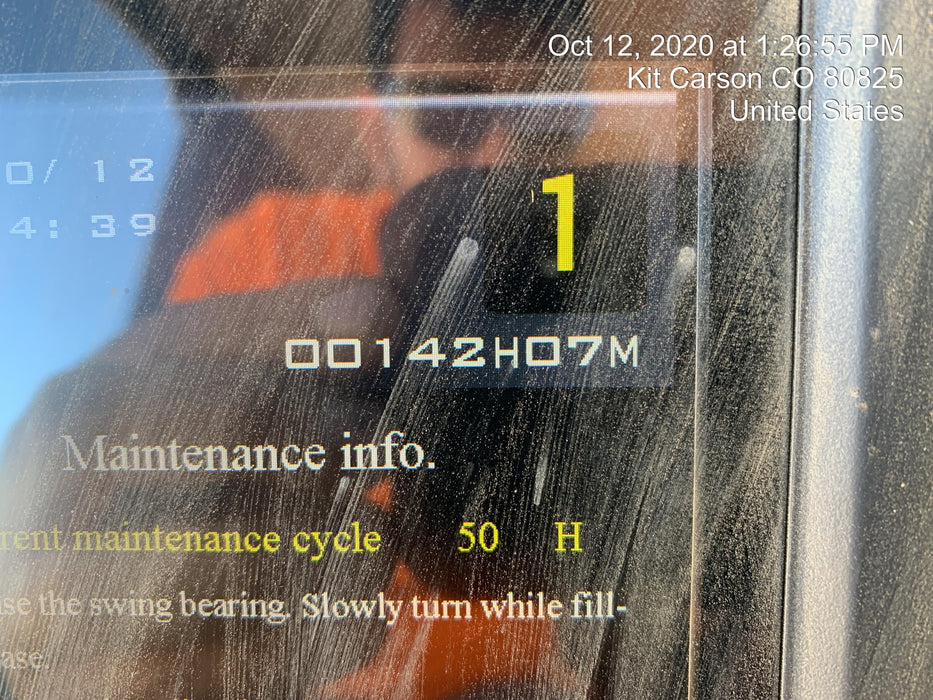 Oct 12, 2020 at 1:26:55 PM
Kit Carson CO 80825
United States
0/ 12
4: 39
1
00142H07M
Maintenance info.
rent maintenance cycle 50 H
ase the swing bearing. Slowly turn while fill-
ase.